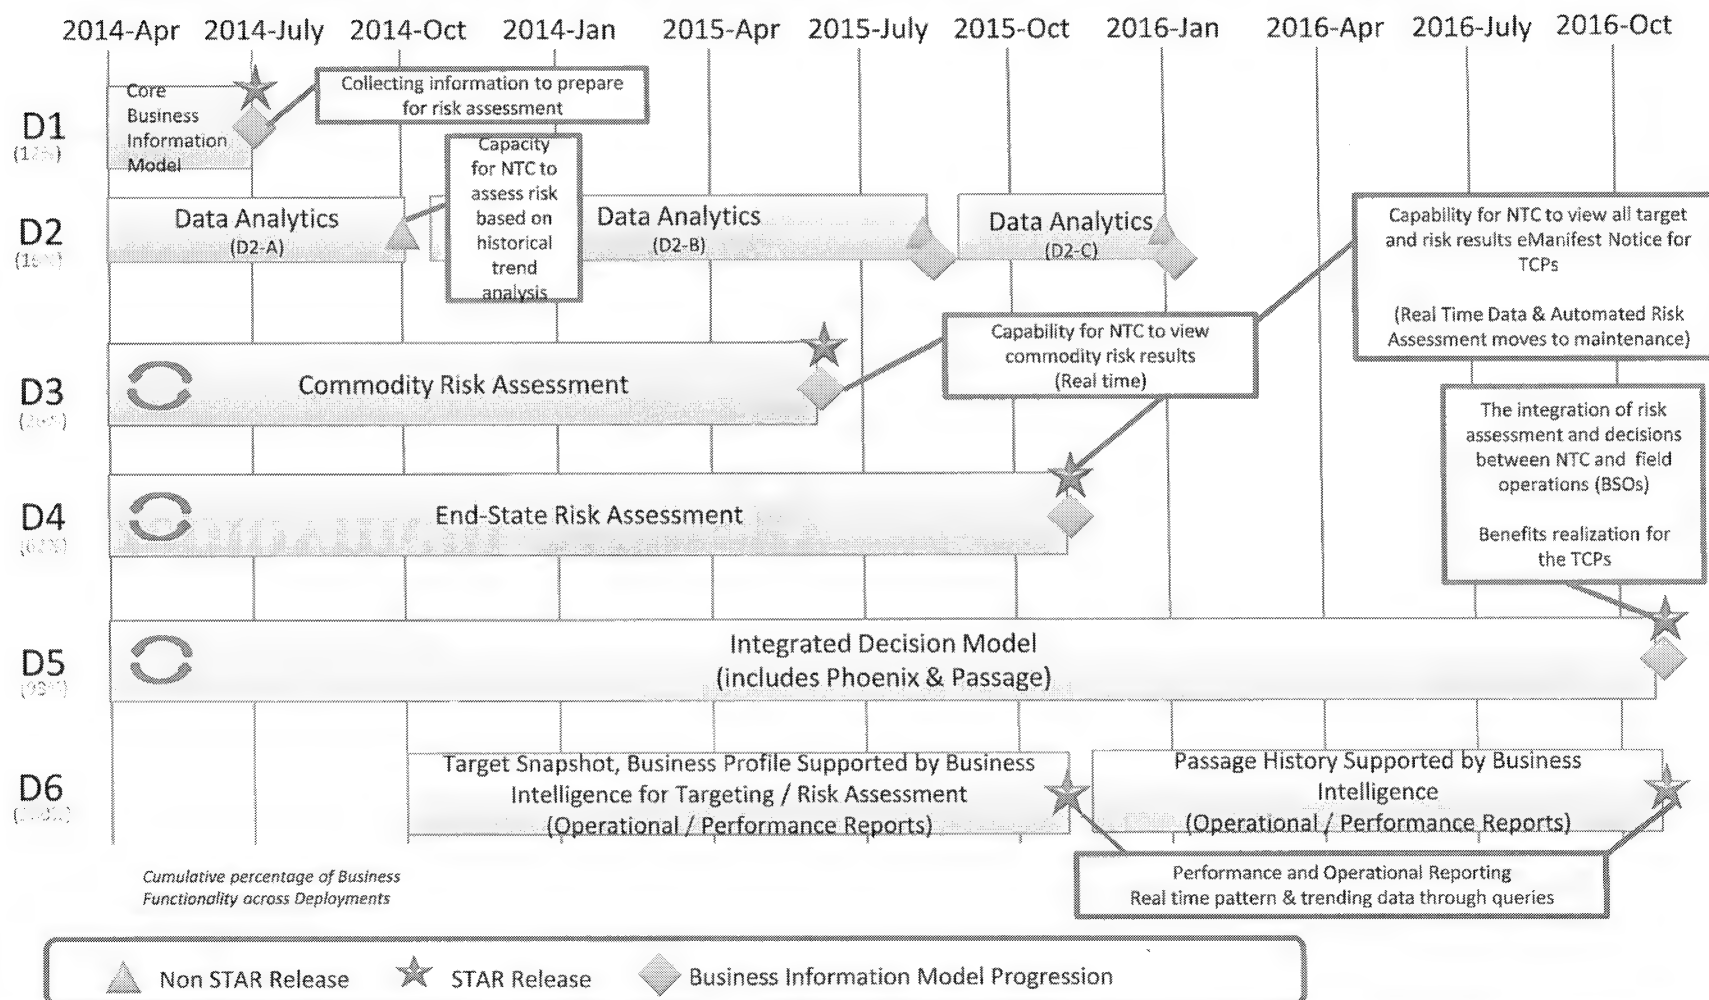 2014-Apr 2014-July 2014-Oct 2014-Jan 2015-Apr 2015-July 2015-Oct 2016-Jan 2016-Apr 2016-July 2016-Oct
D1
Core
Business
Information
Model
Collecting information to prepare
for risk assessment
D2
Data Analytics
(D2-A)
Capacity
for NTC to
assess risk
based on
historical
trend
analysis
Data Analytics
(D2-B)
Data Analytics
(D2-C)
Capability for NTC to view all target
and risk results eManifest Notice for
TCPs
(Real Time Data & Automated Risk
Assessment moves to maintenance)
D3
Commodity Risk Assessment
Capability for NTC to view
commodity risk results
(Real time)
D4
End-State Risk Assessment
The integration of risk
assessment and decisions
between NTC and field
operations (BSOs)
Benefits realization for
the TCPs
D5
Integrated Decision Model
(includes Phoenix & Passage)
D6
Target Snapshot, Business Profile Supported by Business
Intelligence for Targeting / Risk Assessment
(Operational / Performance Reports)
Passage History Supported by Business
Intelligence
(Operational / Performance Reports)
Performance and Operational Reporting
Real time pattern & trending data through queries
Cumulative percentage of Business
Functionality across Deployments
Non STAR Release
STAR Release
Business Information Model Progression